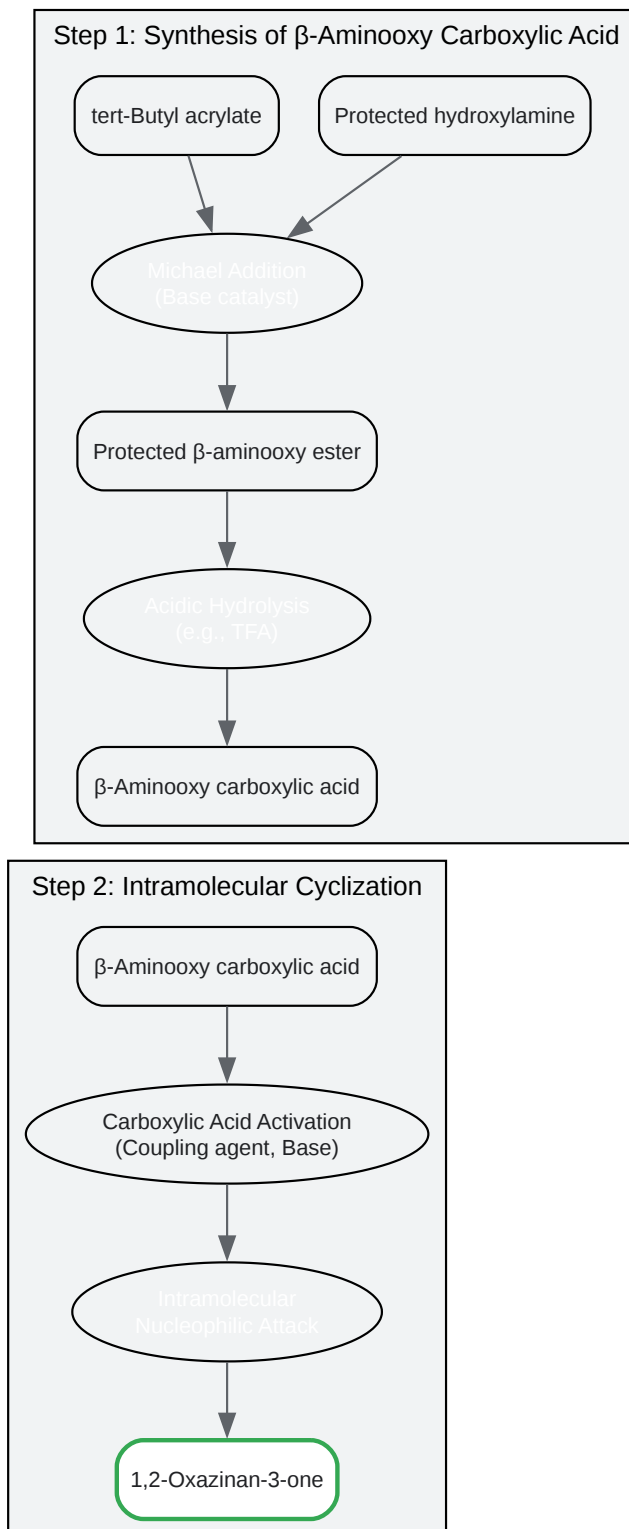 Step 1: Synthesis of β-Aminooxy Carboxylic Acid
tert-Butyl acrylate
Protected hydroxylamine
Michael Addition
(Base catalyst)
Protected β-aminooxy ester
Acidic Hydrolysis
(e.g., TFA)
β-Aminooxy carboxylic acid
Step 2: Intramolecular Cyclization
β-Aminooxy carboxylic acid
Carboxylic Acid Activation
(Coupling agent, Base)
Intramolecular
Nucleophilic Attack
1,2-Oxazinan-3-one